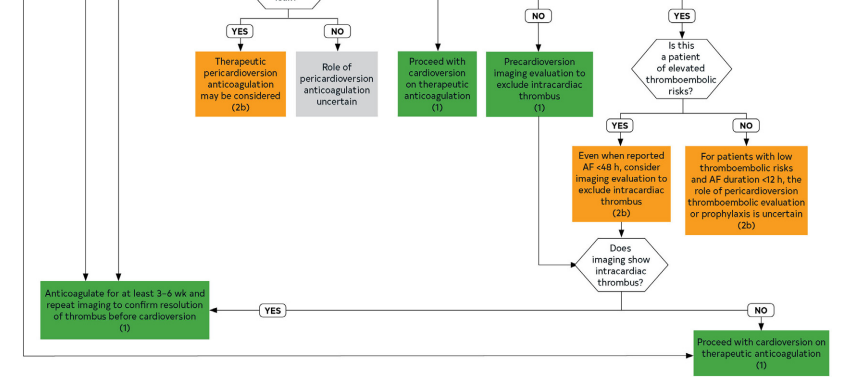 NO
YES
YES
NO
Is this
a patient
of elevated
thromboembolic
risks?
Therapeutic
pericardioversion
anticoagulation
may be considered
(2b)
Role of
pericardioversion
anticoagulation
uncertain
Proceed with
cardioversion
on therapeutic
anticoagulation
(1)
Precardioversion
imaging evaluation to
exclude intracardiac
thrombus
(1)
YES
NO
Even when reported
AF <48 h, consider
imaging evaluation to
exclude intracardiac
thrombus
(2b)
For patients with low
thromboembolic risks
and AF duration <12 h, the
role of pericardioversion
thromboembolic evaluation
or prophylaxis is uncertain
(2b)
Does
imaging show
intracardiac
thrombus?
Anticoagulate for at least 3–6 wk and
repeat imaging to confirm resolution
of thrombus before cardioversion
(1)
YES
NO
Proceed with cardioversion on
therapeutic anticoagulation
(1)